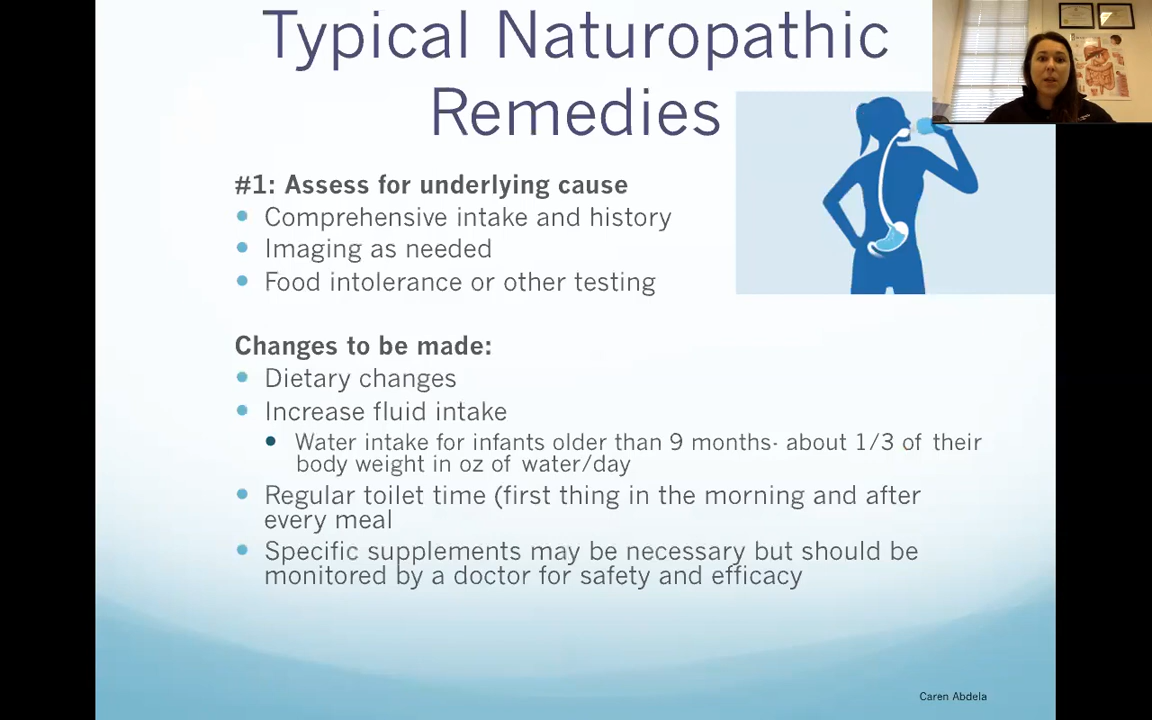 Typical Naturopathic
Remedies
#1: Assess for underlying cause
Comprehensive intake and history
Imaging as needed
Food intolerance or other testing
Changes to be made:
Dietary changes
Increase fluid intake
Water intake for infants older than 9 months- about 1/3 of their
body weight in oz of water/day
Regular toilet time (first thing in the morning and after
every meal
Specific supplements may be necessary but should be
monitored by a doctor for safety and efficacy
Caren Abdela